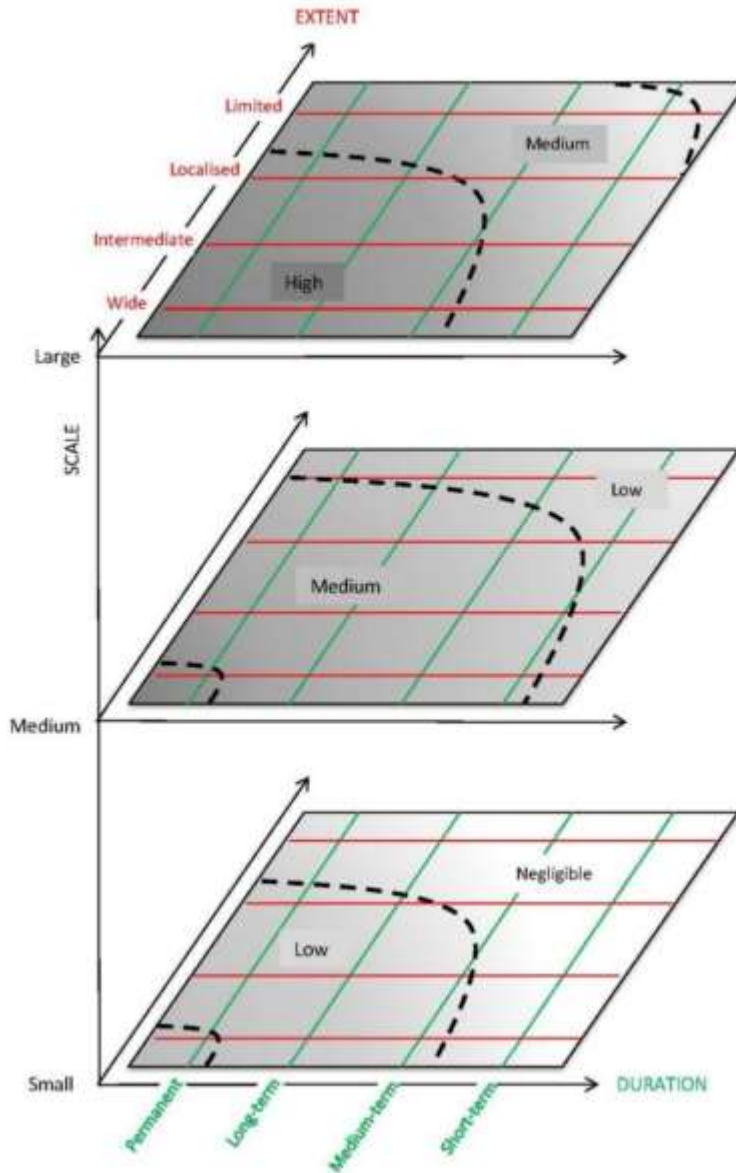 EXTENT
Limited
Medium
Localised
Intermediate
High
Wide
Large
SCALE
Low
Medium
Medium
Negligible
Low
Small
Permanent
Long-term
Medium-term
Short-term
DURATION